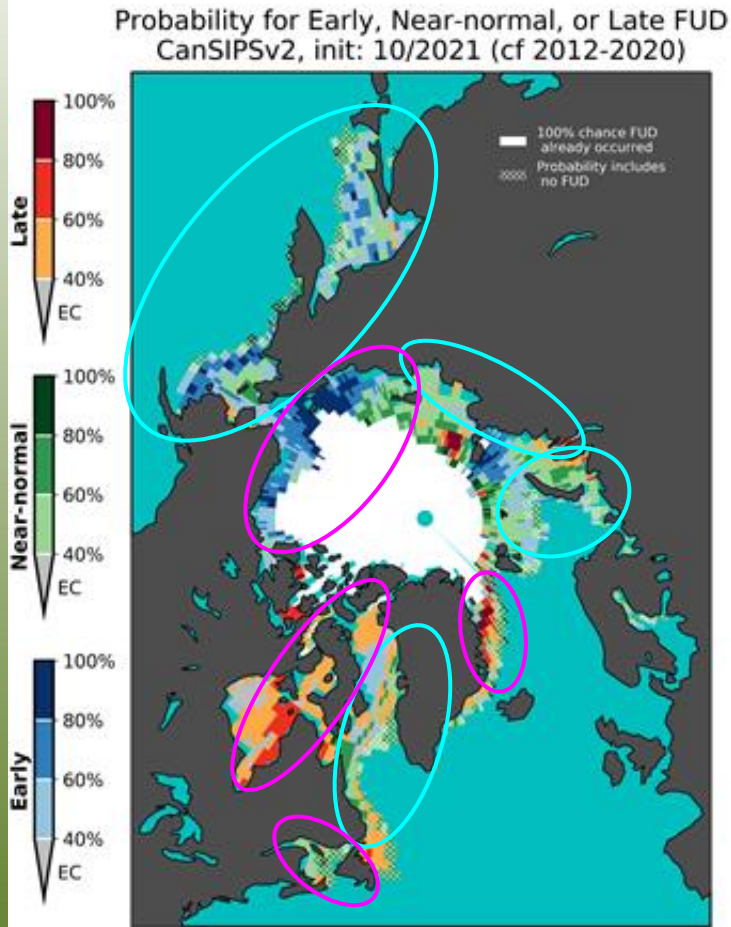 Probability for Early, Near-normal, or Late FUD
CanSIPSv2, init: 10/2021 (cf 2012-2020)
100% chance FUD
already occurred
Probability includes
no FUD
Late
100%
80%
60%
40%
EC
Near-normal
100%
80%
60%
40%
EC
Early
100%
80%
60%
40%
EC